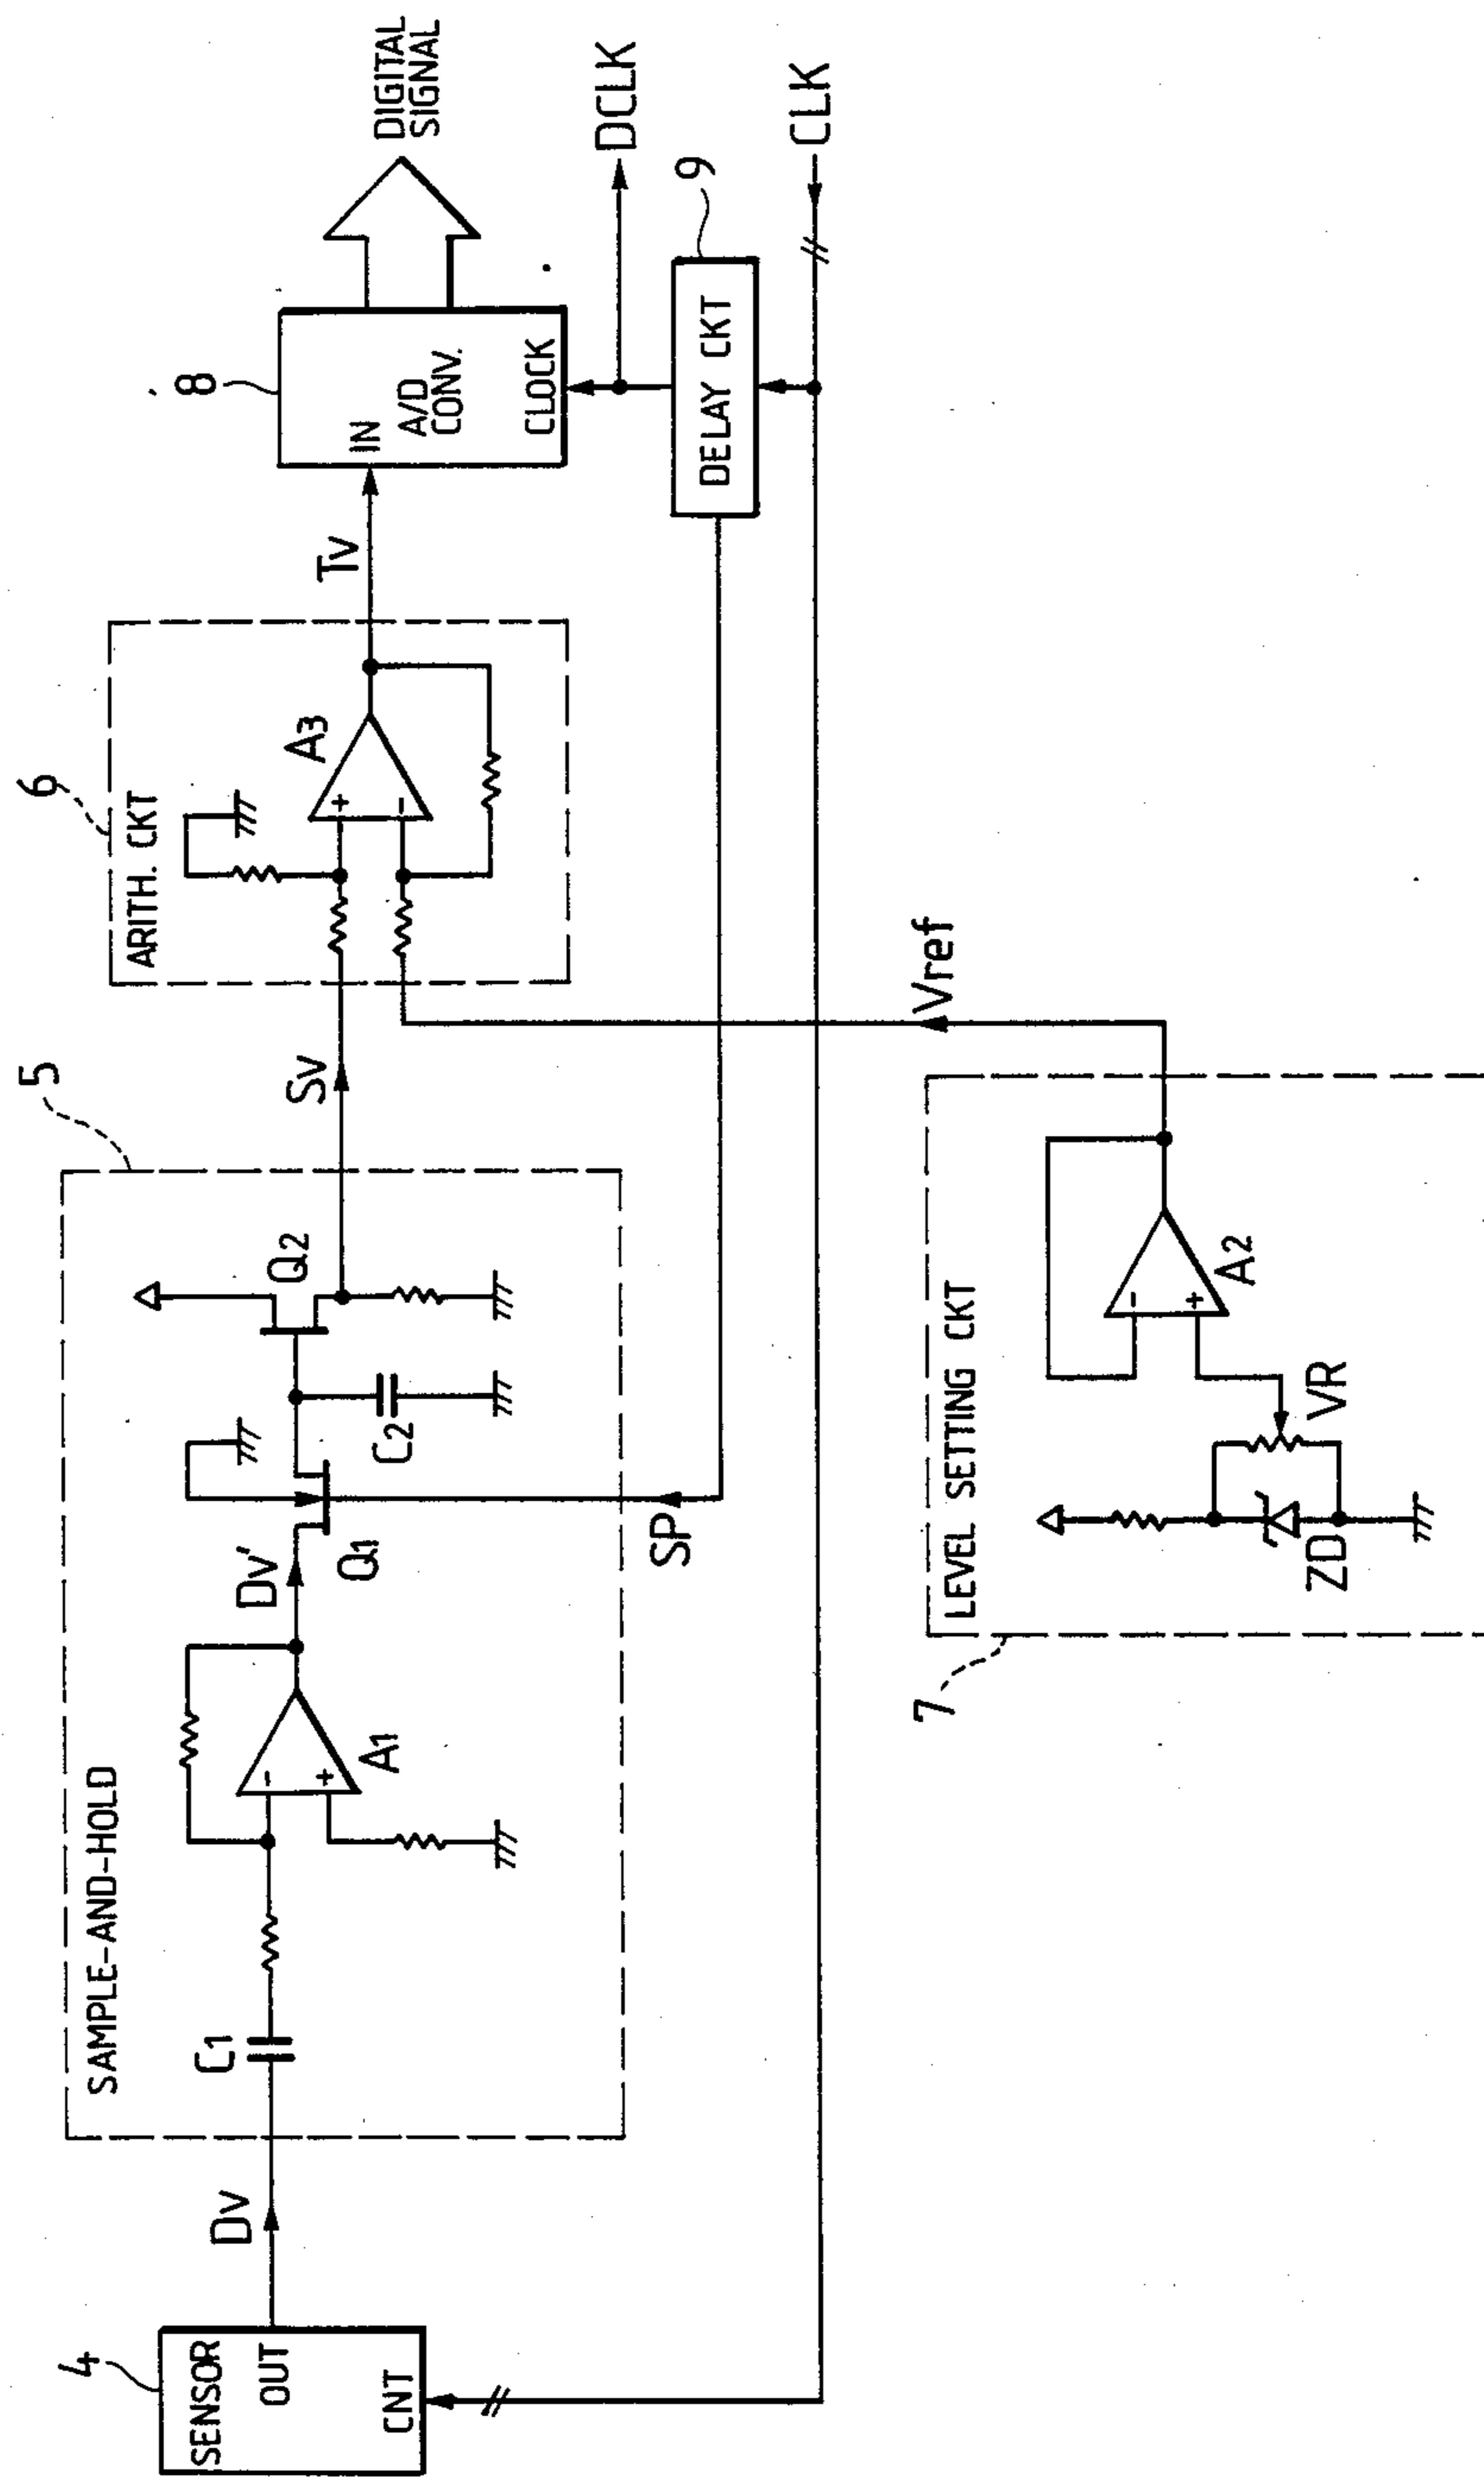 4
SENSOR
OUT
CNT
Dv
5
SAMPLE-AND-HOLD
C1
-
+
A1
Dv'
Q1
C2
Q2
SP
Sv
6
ARITH. CKT
+
-
A3
Tv
8
IN
A/D
CONV.
CLOCK
DIGITAL
SIGNAL
DCLK
9
DELAY CKT
CLK
Vref
7
LEVEL SETTING CKT
ZD
VR
-
+
A2